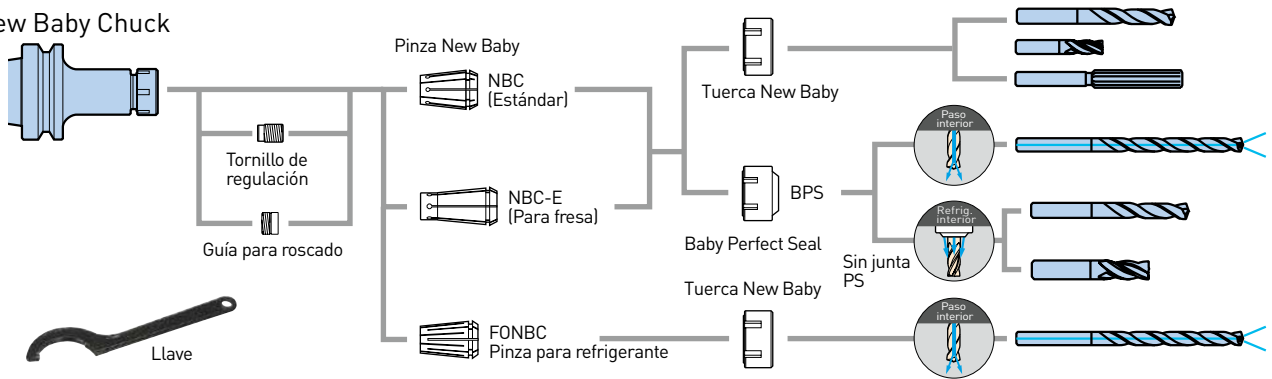 ew Baby Chuck
Pinza New Baby
NBC
(Estándar)
Tornillo de
regulación
Guía para roscado
NBC-E
(Para fresa)
Llave
FONBC
Pinza para refrigerante
Tuerca New Baby
BPS
Baby Perfect Seal
Sin junta
PS
Tuerca New Baby
Paso
interior
Refrig.
interior
Paso
interior